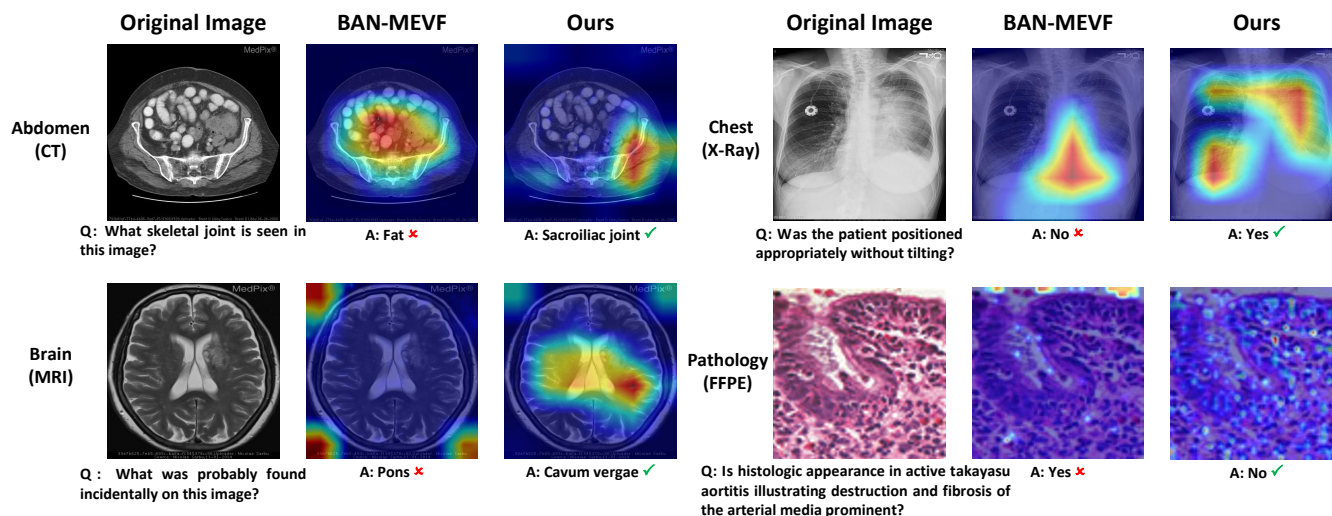 Original Image BAN-MEVF Ours
Abdomen
(CT)
MedPix®
MedPix®
MedPix®
Q: What skeletal joint is seen in
this image?
A: Fat ✘
A: Sacroiliac joint ✓
Brain
(MRI)
MedPix®
MedPix®
MedPix®
Q: What was probably found
incidentally on this image?
A: Pons ✘
A: Cavum vergae ✓
Original Image BAN-MEVF Ours
Chest
(X-Ray)
Q: Was the patient positioned
appropriately without tilting?
A: No ✘
A: Yes ✓
Pathology
(FFPE)
Q: Is histologic appearance in active takayasu
aortitis illustrating destruction and fibrosis of
the arterial media prominent?
A: Yes ✘
A: No ✓